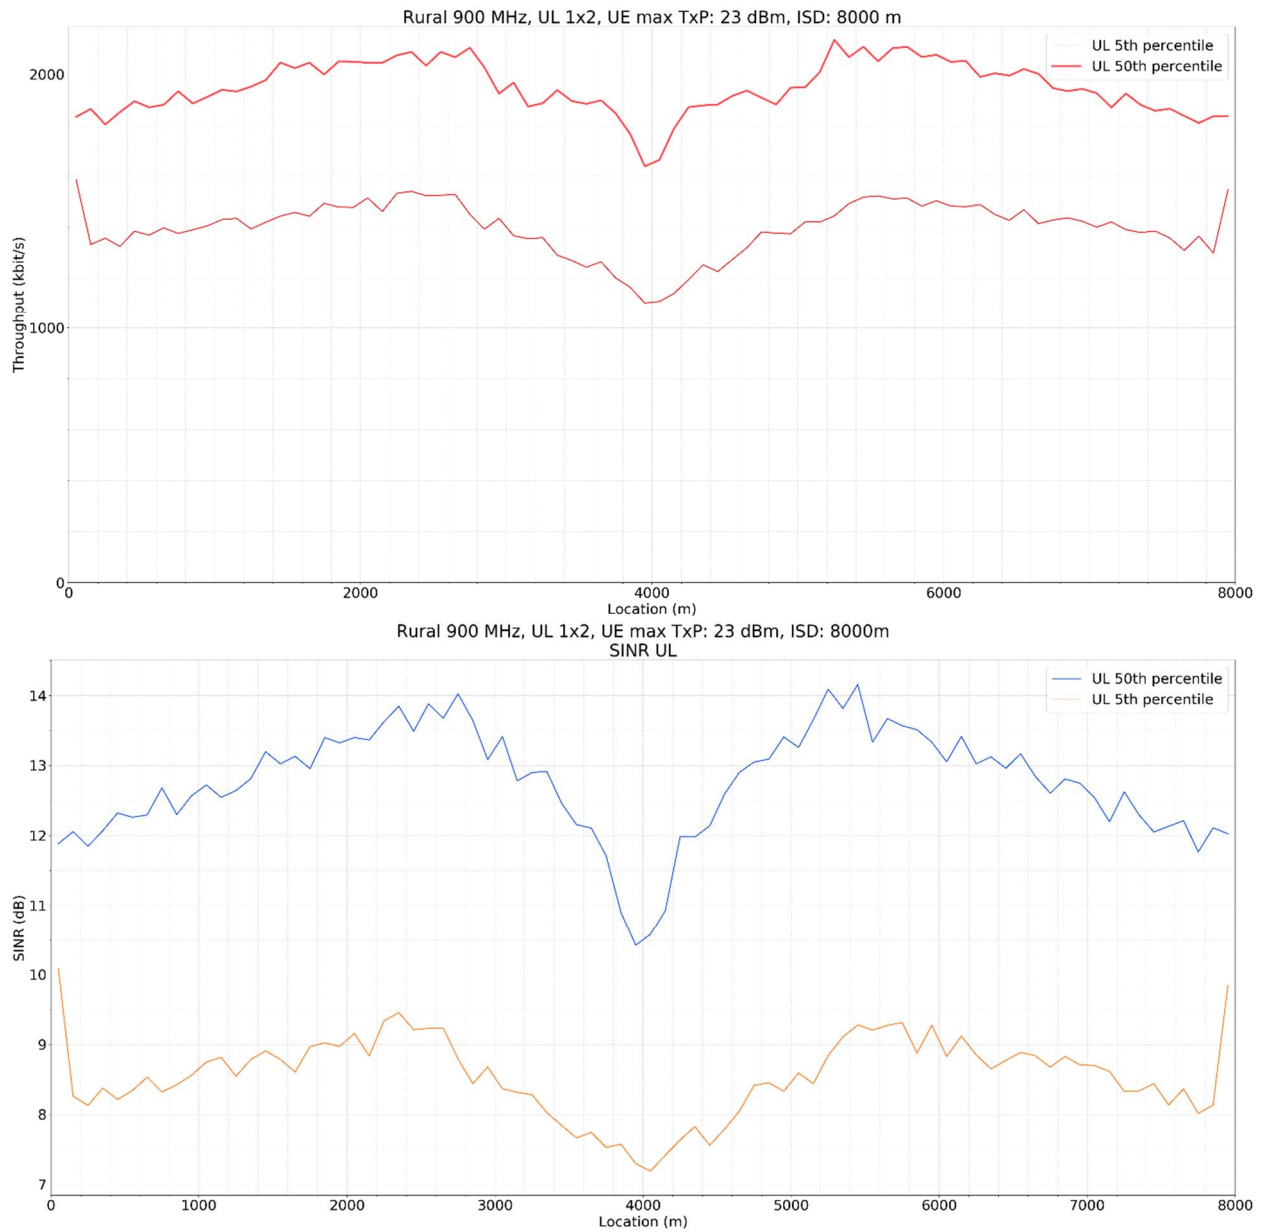 Rural 900 MHz, UL 1x2, UE max TxP: 23 dBm, ISD: 8000 m
UL 5th percentile
UL 50th percentile
2000
1000
0
Throughput (kbit/s)
0 2000 4000 6000 8000
Location (m)
Rural 900 MHz, UL 1x2, UE max TxP: 23 dBm, ISD: 8000m
SINR UL
UL 50th percentile
UL 5th percentile
14
13
12
11
10
9
8
7
SINR (dB)
0 1000 2000 3000 4000 5000 6000 7000 8000
Location (m)